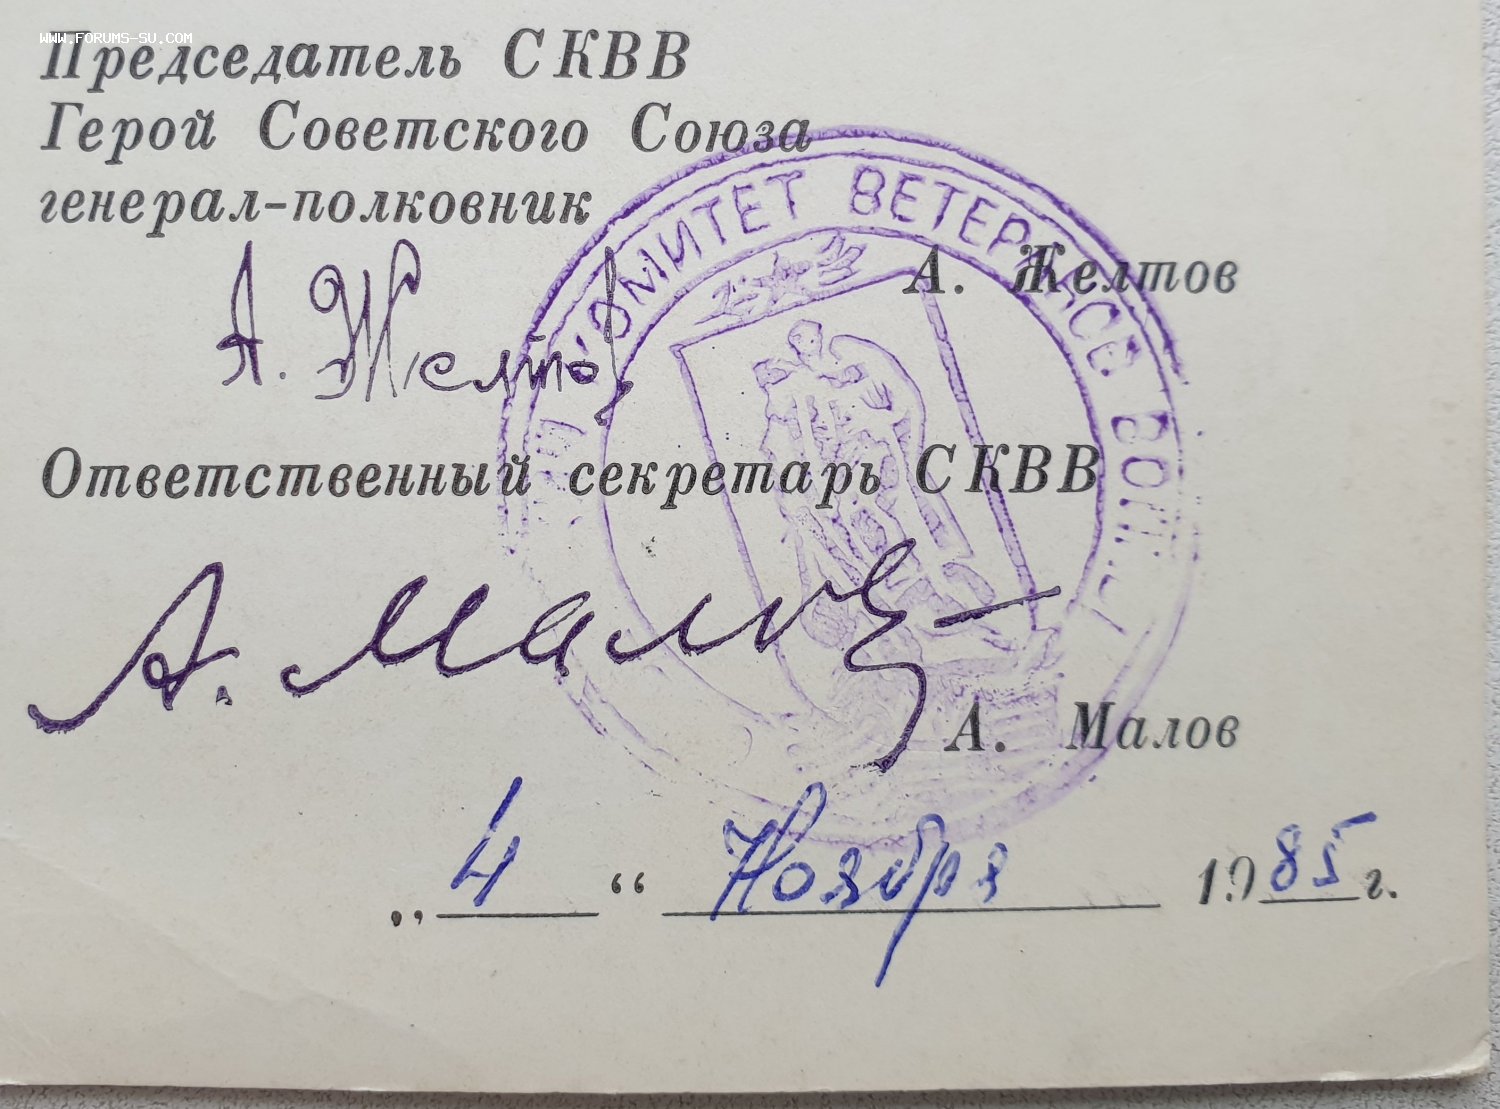 WWW.FORUMS-SU.COM
Председатель СКВВ
Герой Советского Союза
генерал-полковник
А. Желтов
А. Желтов
КОМИТЕТ ВЕТЕРАНОВ
Ответственный секретарь СКВВ
А. Малов
А. Малов
„ 4 “ Ноября 1985 г.